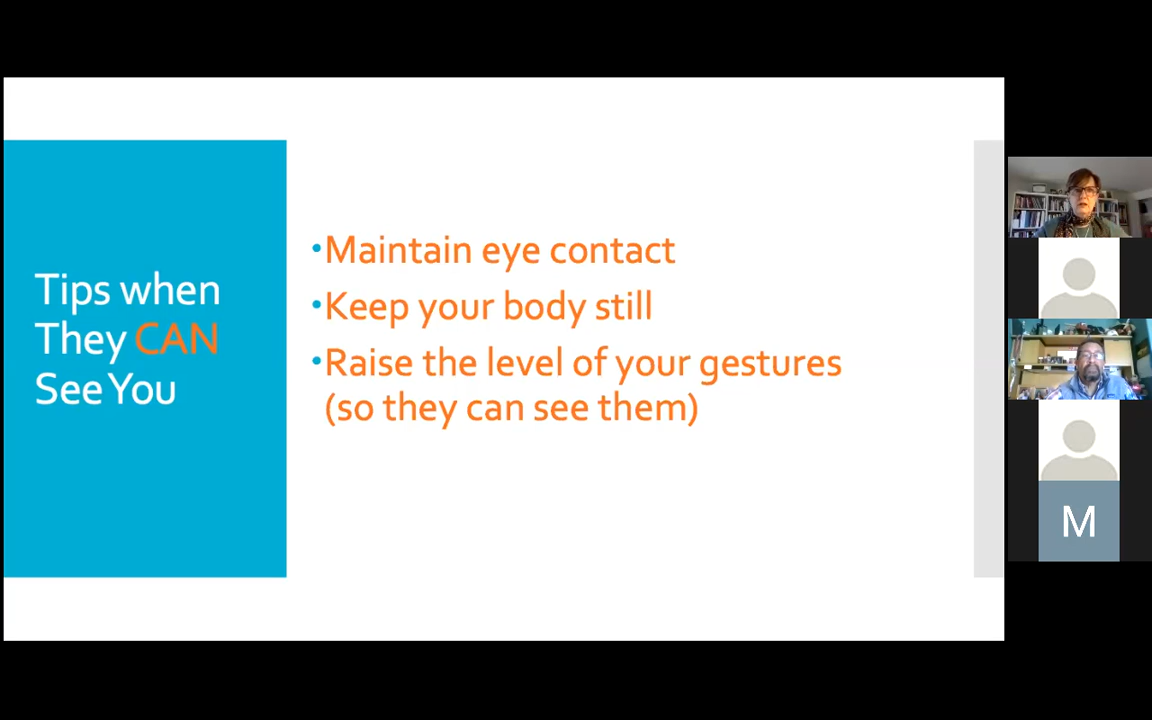 Tips when
They CAN
See You
•Maintain eye contact
•Keep your body still
•Raise the level of your gestures
(so they can see them)
M